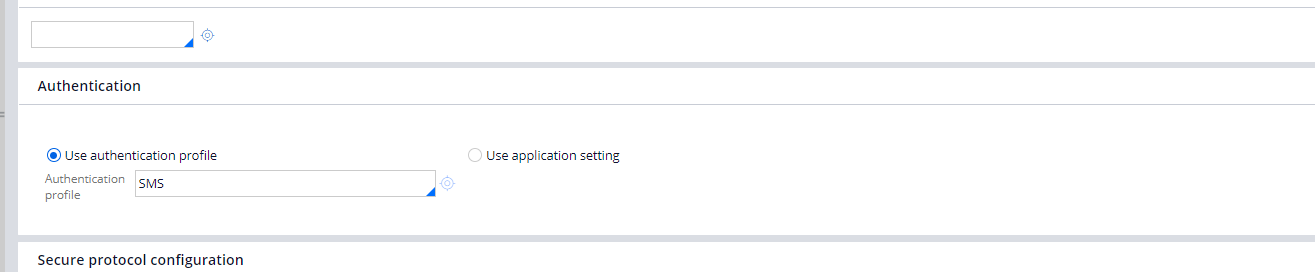 Authentication
Use authentication profile
Use application setting
Authentication
profile
SMS
Secure protocol configuration